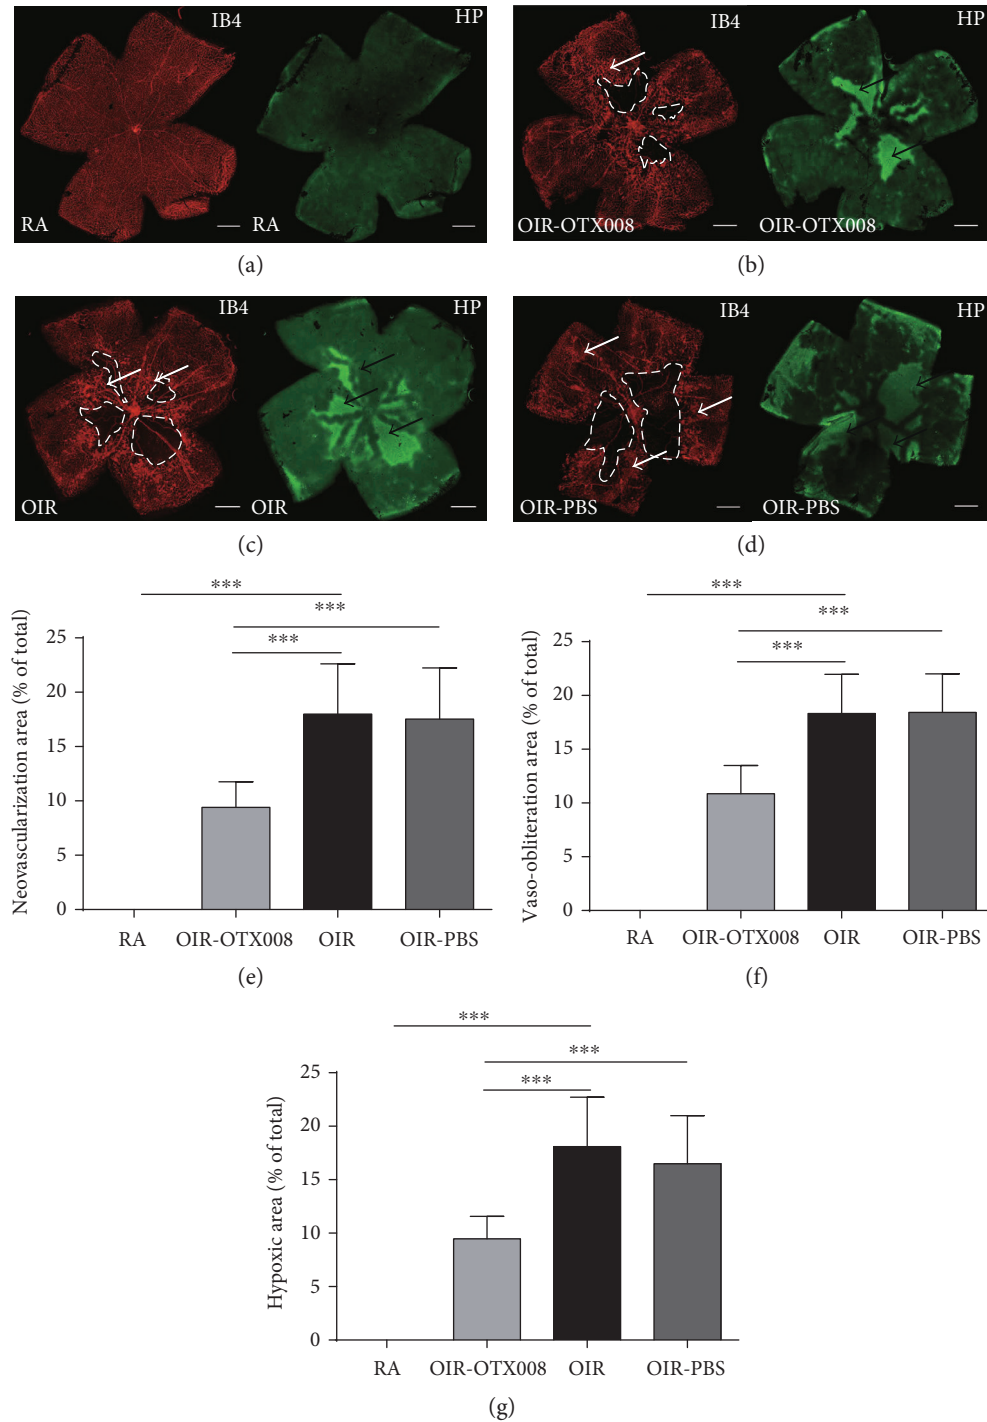 IB4
HP
RA
RA
(a)
IB4
HP
OIR-OTX008
OIR-OTX008
(b)
IB4
HP
OIR
OIR
(c)
IB4
HP
OIR-PBS
OIR-PBS
(d)
***
***
***
Neovascularization area (% of total)
25
20
15
10
5
0
RA
OIR-OTX008
OIR
OIR-PBS
(e)
***
***
***
Vaso-obliteration area (% of total)
25
20
15
10
5
0
RA
OIR-OTX008
OIR
OIR-PBS
(f)
***
***
***
Hypoxic area (% of total)
25
20
15
10
5
0
RA
OIR-OTX008
OIR
OIR-PBS
(g)